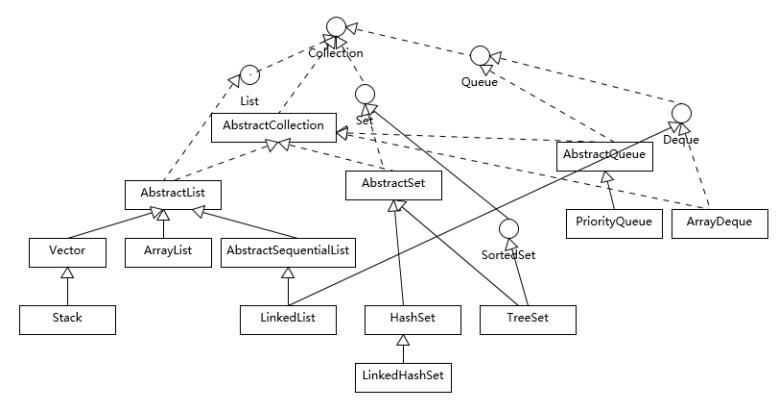 Collection
Queue
List
Set
Deque
AbstractCollection
AbstractQueue
AbstractList
AbstractSet
PriorityQueue
ArrayDeque
Vector
ArrayList
AbstractSequentialList
SortedSet
Stack
LinkedList
HashSet
TreeSet
LinkedHashSet